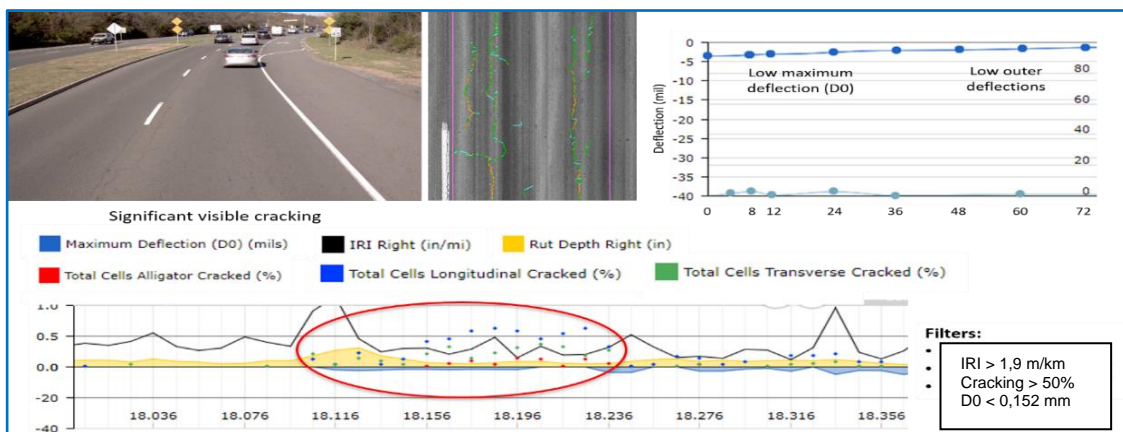 0
-5
-10
-15
-20
-25
-30
-35
-40
Deflection (mil)
Low maximum
deflection (D0)
Low outer
deflections
80
60
40
20
0
0 8 12 24 36 48 60 72
Significant visible cracking
Maximum Deflection (D0) (mils) IRI Right (in/mi) Rut Depth Right (in)
Total Cells Alligator Cracked (%) Total Cells Longitudinal Cracked (%) Total Cells Transverse Cracked (%)
1.0
0.5
0.0
-20
-40
18.036 18.076 18.116 18.156 18.196 18.236 18.276 18.316 18.356
Filters:
IRI > 1,9 m/km
Cracking > 50%
D0 < 0,152 mm